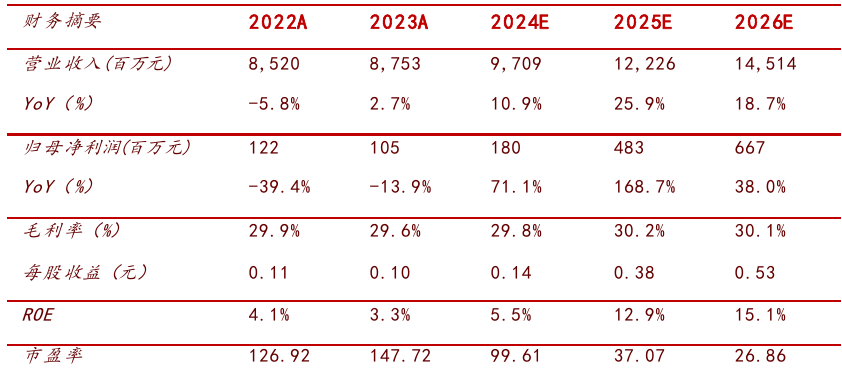 财务摘要 2022A 2023A 2024E 2025E 2026E
营业收入(百万元) 8,520 8,753 9,709 12,226 14,514
YoY (%) -5.8% 2.7% 10.9% 25.9% 18.7%
归母净利润(百万元) 122 105 180 483 667
YoY (%) -39.4% -13.9% 71.1% 168.7% 38.0%
毛利率 (%) 29.9% 29.6% 29.8% 30.2% 30.1%
每股收益 (元) 0.11 0.10 0.14 0.38 0.53
ROE 4.1% 3.3% 5.5% 12.9% 15.1%
市盈率 126.92 147.72 99.61 37.07 26.86